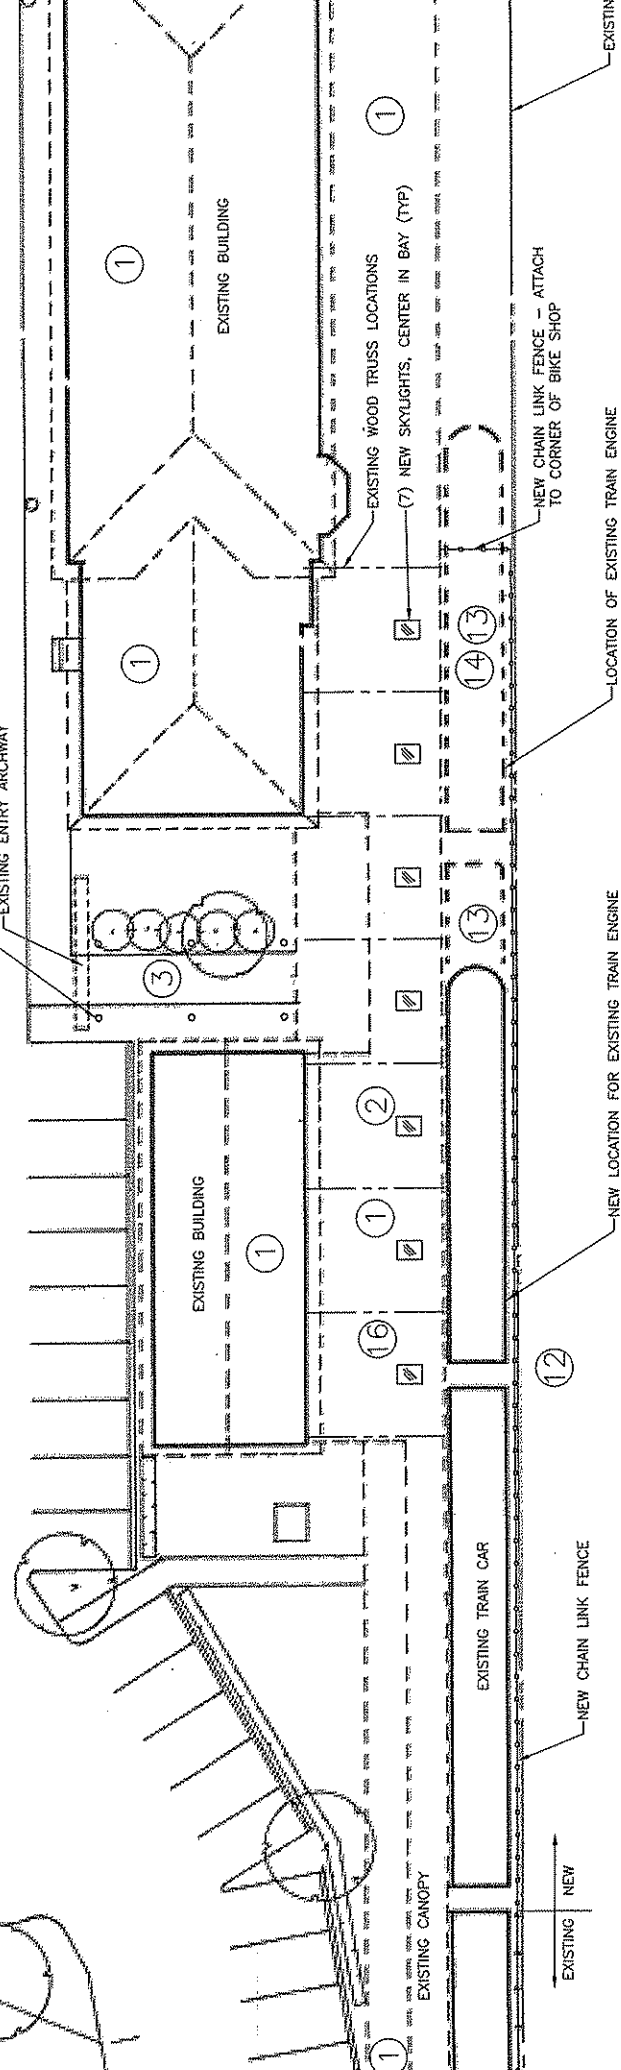 EXISTING ENTRY ARCHWAY
1
EXISTING BUILDING
1
1
EXISTING WOOD TRUSS LOCATIONS
(7) NEW SKYLIGHTS, CENTER IN BAY (TYP)
NEW CHAIN LINK FENCE - ATTACH
TO CORNER OF BIKE SHOP
14
13
LOCATION OF EXISTING TRAIN ENGINE
3
13
EXISTING BUILDING
1
2
1
16
NEW LOCATION FOR EXISTING TRAIN ENGINE
12
EXISTING TRAIN CAR
NEW CHAIN LINK FENCE
EXISTING CANOPY
1
EXISTING
NEW